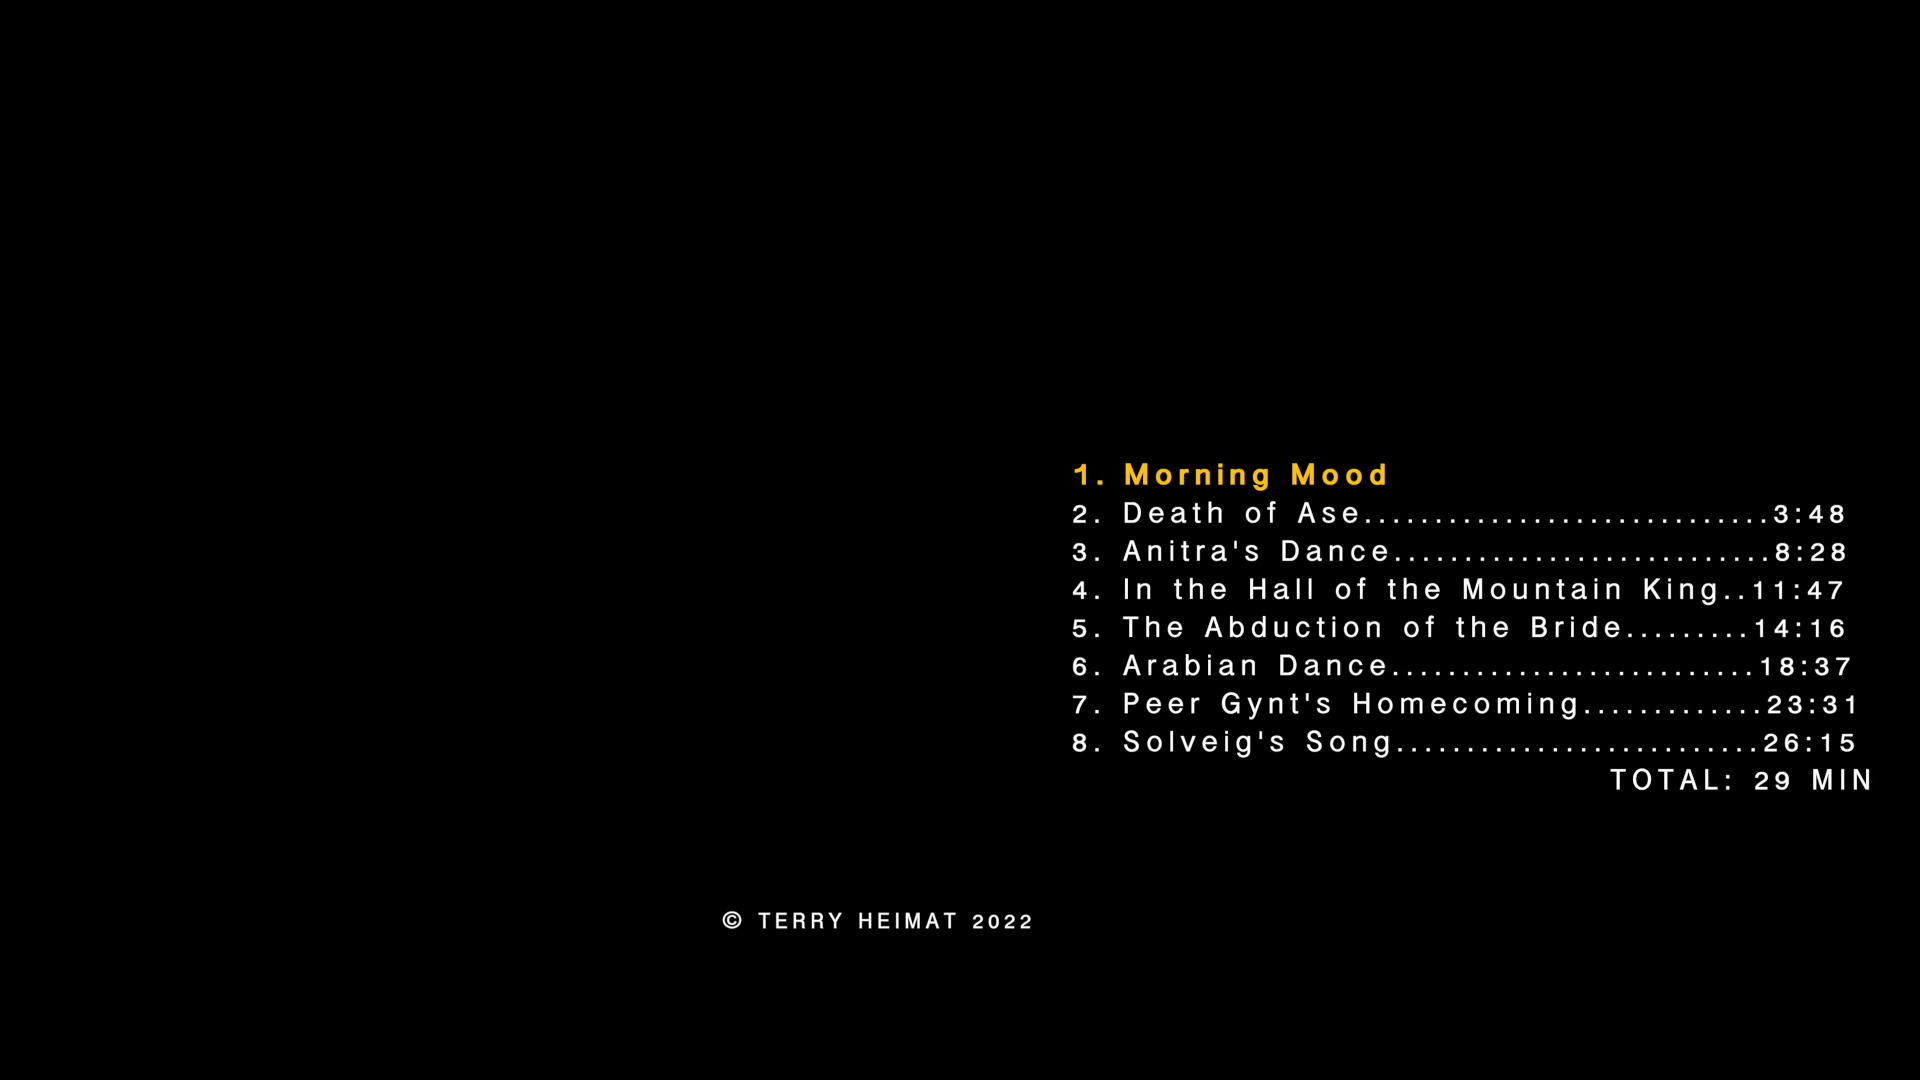 1. Morning Mood
2. Death of Ase.............................3:48
3. Anitra's Dance...........................8:28
4. In the Hall of the Mountain King..11:47
5. The Abduction of the Bride.........14:16
6. Arabian Dance..........................18:37
7. Peer Gynt's Homecoming.............23:31
8. Solveig's Song..........................26:15
TOTAL: 29 MIN
© TERRY HEIMAT 2022